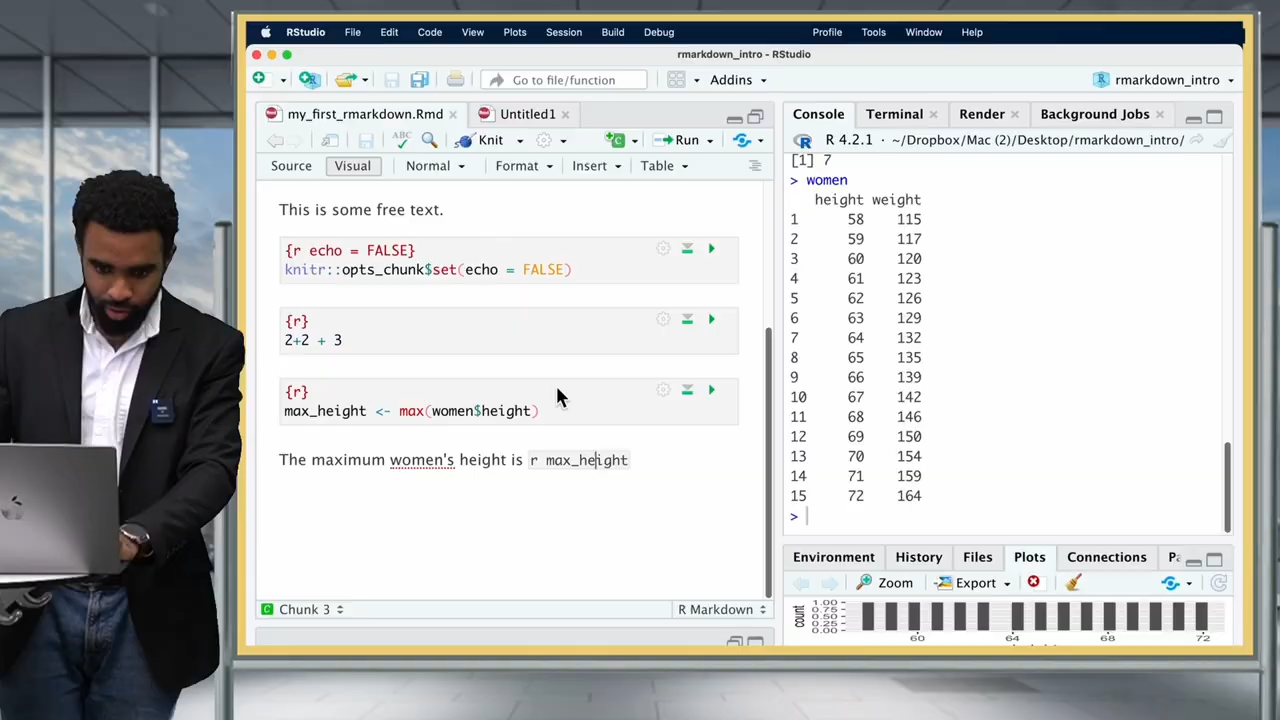 RStudio File Edit Code View Plots Session Build Debug Profile Tools Window Help
rmarkdown_intro - RStudio
Go to file/function Addins rmarkdown_intro
my_first_rmarkdown.Rmd Untitled1
ABC Knit Run
Source Visual Normal Format Insert Table
This is some free text.
{r echo = FALSE}
knitr::opts_chunk$set(echo = FALSE)
{r}
2+2 + 3
{r}
max_height <- max(women$height)
The maximum women's height is r max_height
Chunk 3 R Markdown
Console Terminal Render Background Jobs
R 4.2.1 · ~/Dropbox/Mac (2)/Desktop/rmarkdown_intro/
[1] 7
> women
height weight
1 58 115
2 59 117
3 60 120
4 61 123
5 62 126
6 63 129
7 64 132
8 65 135
9 66 139
10 67 142
11 68 146
12 69 150
13 70 154
14 71 159
15 72 164
>
Environment History Files Plots Connections
Zoom Export
1.00
0.75
0.50
0.25
0.00
count
60 64 68 72